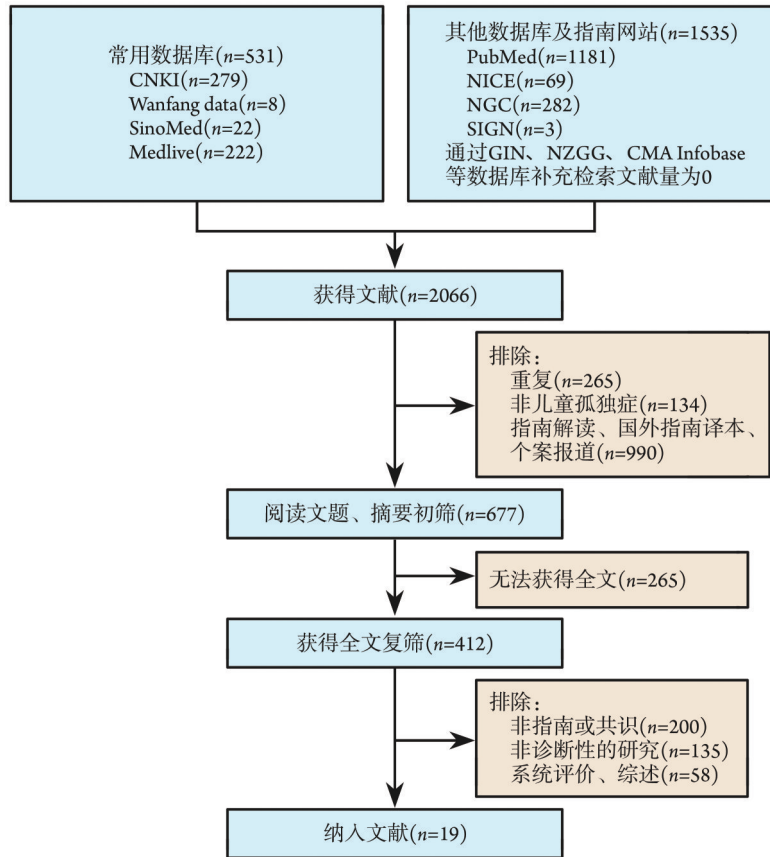 常用数据库(n=531)
CNKI(n=279)
Wanfang data(n=8)
SinoMed(n=22)
Medlive(n=222)
其他数据库及指南网站(n=1535)
PubMed(n=1181)
NICE(n=69)
NGC(n=282)
SIGN(n=3)
通过GIN、NZGG、CMA Infobase
等数据库补充检索文献量为0
获得文献(n=2066)
排除：
重复(n=265)
非儿童孤独症(n=134)
指南解读、国外指南译本、
个案报道(n=990)
阅读文题、摘要初筛(n=677)
无法获得全文(n=265)
获得全文复筛(n=412)
排除：
非指南或共识(n=200)
非诊断性的研究(n=135)
系统评价、综述(n=58)
纳入文献(n=19)